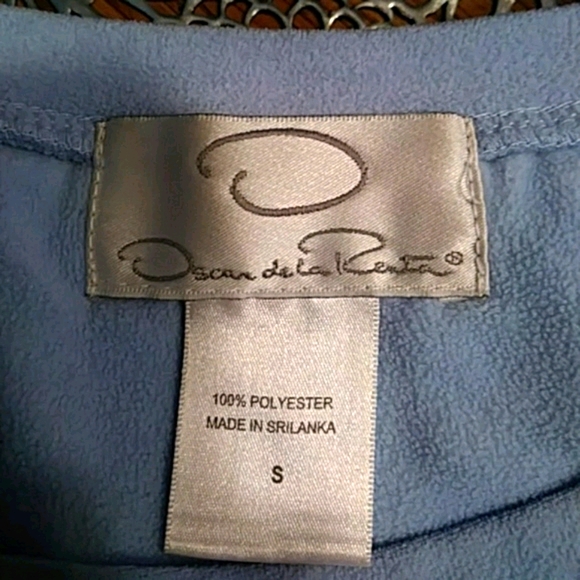 Oscar de la Renta®
100% POLYESTER
MADE IN SRILANKA
S